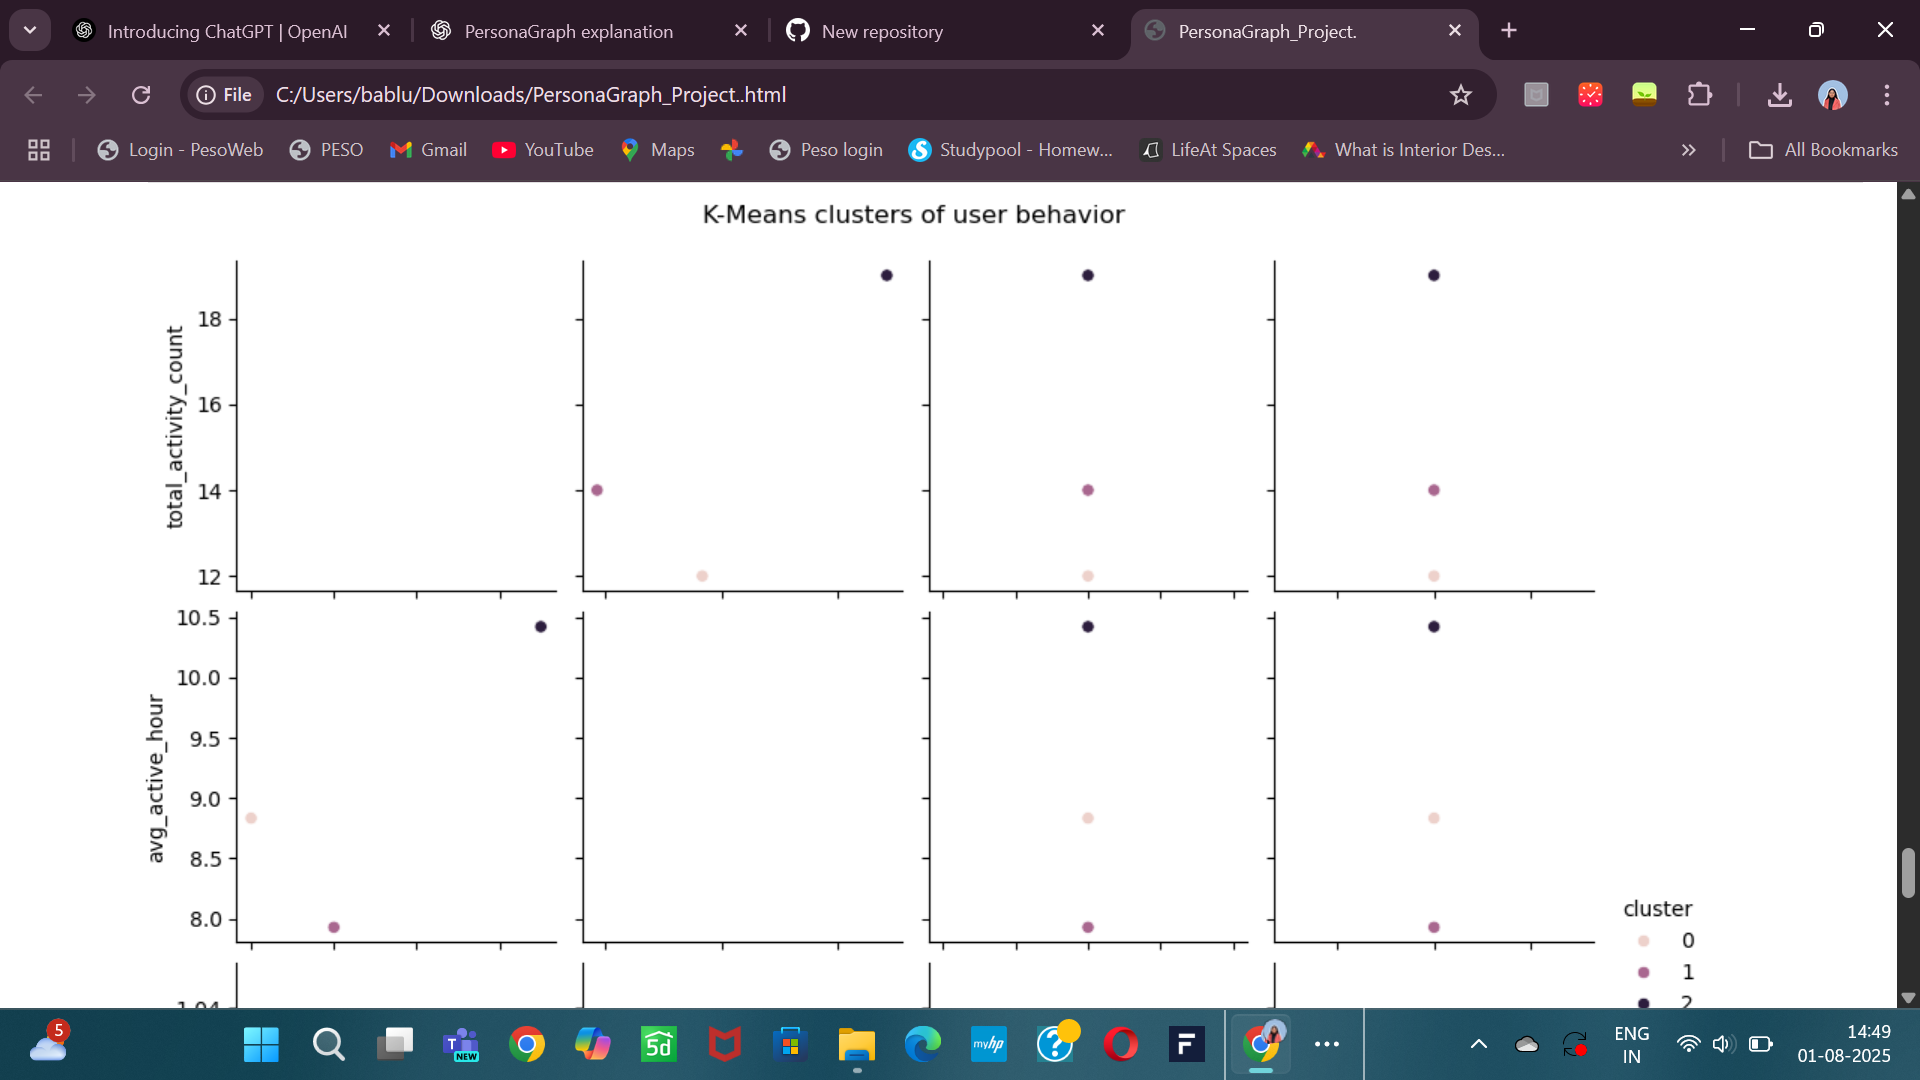 Introducing ChatGPT | OpenAI
PersonaGraph explanation
New repository
PersonaGraph_Project.
File
C:/Users/bablu/Downloads/PersonaGraph_Project..html
Login - PesoWeb
PESO
Gmail
YouTube
Maps
Peso login
Studypool - Homew...
LifeAt Spaces
What is Interior Des...
All Bookmarks
K-Means clusters of user behavior
total_activity_count
18
16
14
12
avg_active_hour
10.5
10.0
9.5
9.0
8.5
8.0
cluster
0
1
2
5
T
NEW
5d
myhp
F
ENG
IN
14:49
01-08-2025